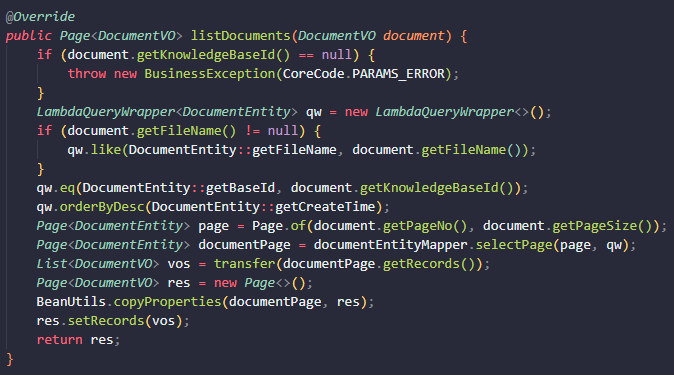 @Override
public Page<DocumentVO> listDocuments(DocumentVO document) {
    if (document.getKnowledgeBaseId() == null) {
        throw new BusinessException(CoreCode.PARAMS_ERROR);
    }
    LambdaQueryWrapper<DocumentEntity> qw = new LambdaQueryWrapper<>();
    if (document.getFileName() != null) {
        qw.like(DocumentEntity::getFileName, document.getFileName());
    }
    qw.eq(DocumentEntity::getBaseId, document.getKnowledgeBaseId());
    qw.orderByDesc(DocumentEntity::getCreateTime);
    Page<DocumentEntity> page = Page.of(document.getPageNo(), document.getPageSize());
    Page<DocumentEntity> documentPage = documentEntityMapper.selectPage(page, qw);
    List<DocumentVO> vos = transfer(documentPage.getRecords());
    Page<DocumentVO> res = new Page<>();
    BeanUtils.copyProperties(documentPage, res);
    res.setRecords(vos);
    return res;
}